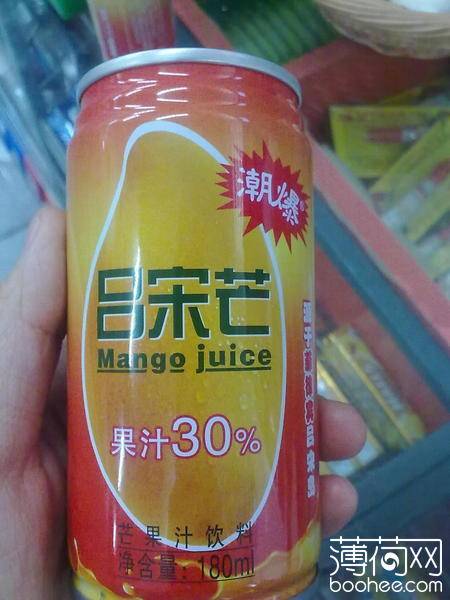 潮爆
吕宋芒
Mango juice
果汁30%
芒果汁饮料
净含量: 180ml
薄荷网
boohee.com